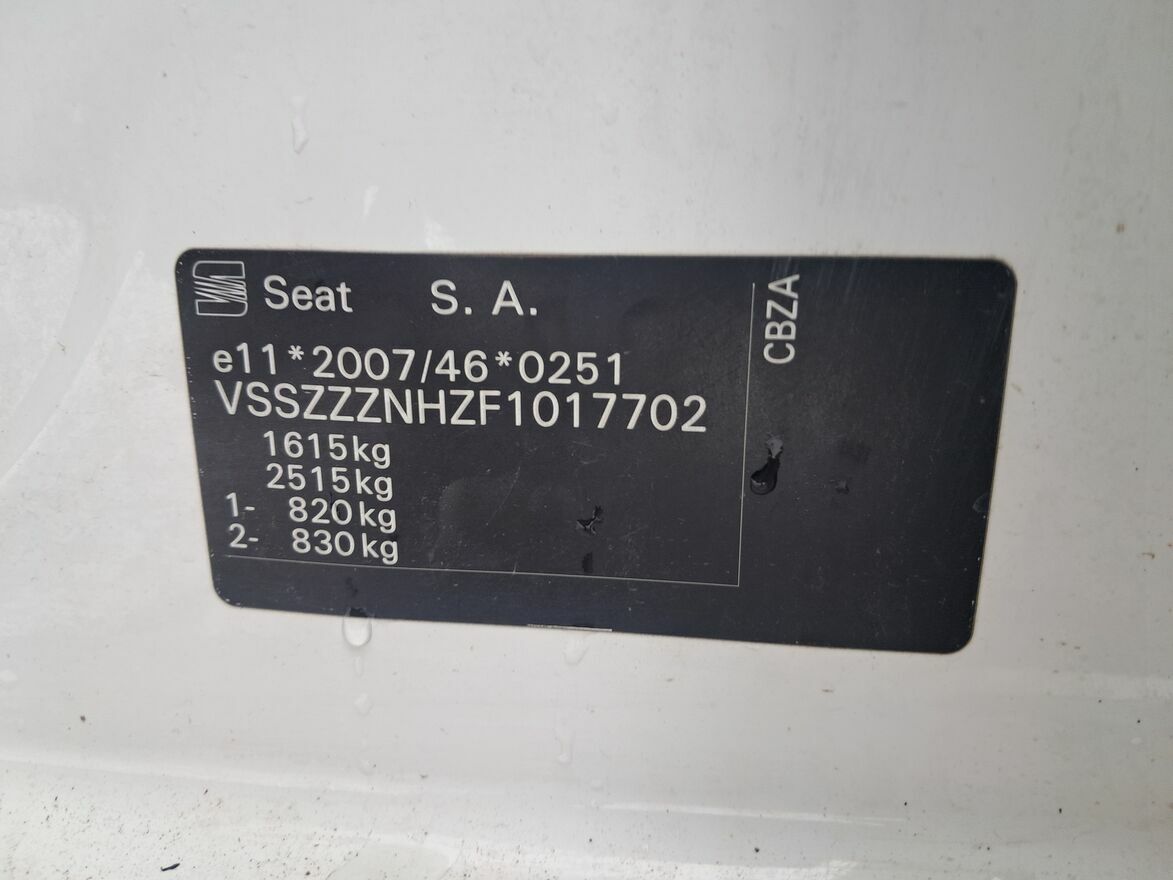 Seat S. A.
e11*2007/46*0251
VSSZZZNHZF1017702
1615kg
2515kg
1- 820kg
2- 830kg
CBZA